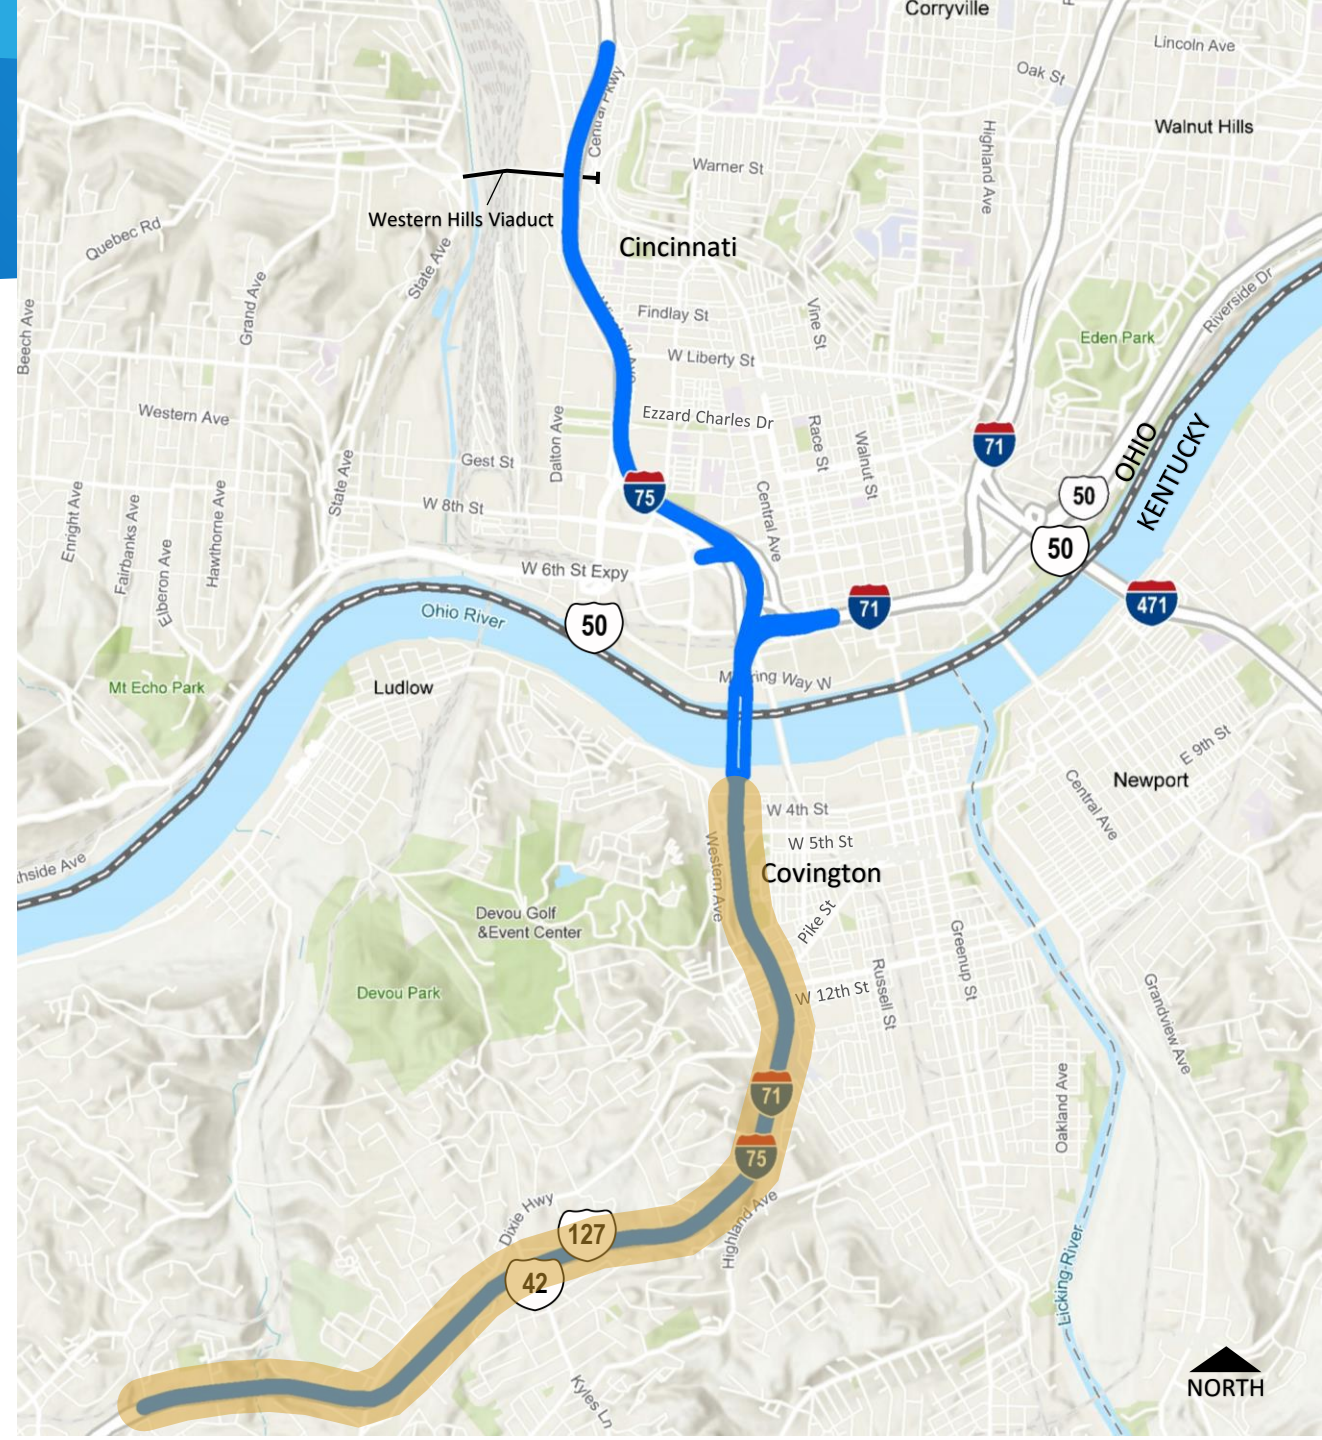 Corryville
Lincoln Ave
Oak St
Central Pkwy
Walnut Hills
Highland Ave
Warner St
Western Hills Viaduct
Quebec Rd
Cincinnati
State Ave
Grand Ave
Beech Ave
Findlay St
Vine St
Riverside Dr
Eden Park
W Liberty St
Western Ave
Ezzard Charles Dr
Dalton Ave
Race St
Walnut St
71
OHIO
KENTUCKY
Gest St
State Ave
75
50
W 8th St
Central Ave
Enright Ave
Fairbanks Ave
Elberon Ave
Hawthorne Ave
50
W 6th St Expy
Ohio River
50
71
471
Mt Echo Park
Ludlow
ring Way W
E 9th St
Newport
Central Ave
W 4th St
W 5th St
Western Ave
Covington
hside Ave
Devou Golf
&Event Center
Pike St
Greenup St
Devou Park
W 12th St
Russell St
Grandview Ave
71
Oakland Ave
75
Dixie Hwy
127
Highland Ave
42
Licking River
Kyles Ln
NORTH